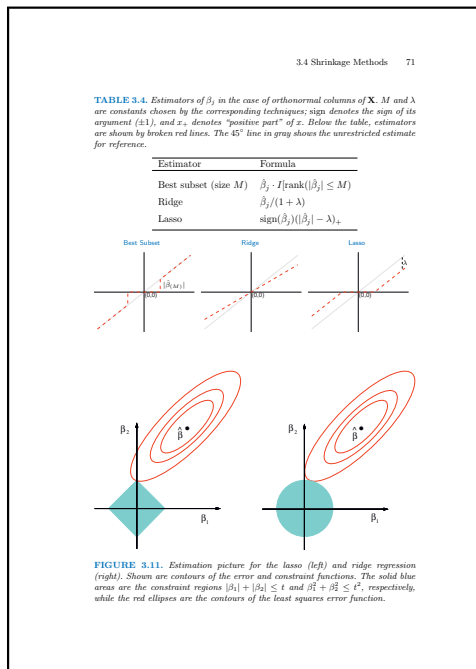 3.4 Shrinkage Methods 71
TABLE 3.4. Estimators of βj in the case of orthonormal columns of X. M and λ
are constants chosen by the corresponding techniques; sign denotes the sign of its
argument (±1), and x+ denotes “positive part” of x. Below the table, estimators
are shown by broken red lines. The 45° line in gray shows the unrestricted estimate
for reference.
Estimator Formula
Best subset (size M) β̂j · I[rank(|β̂j| ≤ M)
Ridge β̂j/(1 + λ)
Lasso sign(β̂j)(|β̂j| − λ)+
Best Subset Ridge Lasso
λ
|β̂(M)|
(0,0) (0,0) (0,0)
β2 β̂ β2 β̂
β1 β1
FIGURE 3.11. Estimation picture for the lasso (left) and ridge regression
(right). Shown are contours of the error and constraint functions. The solid blue
areas are the constraint regions |β1| + |β2| ≤ t and β1² + β2² ≤ t², respectively,
while the red ellipses are the contours of the least squares error function.